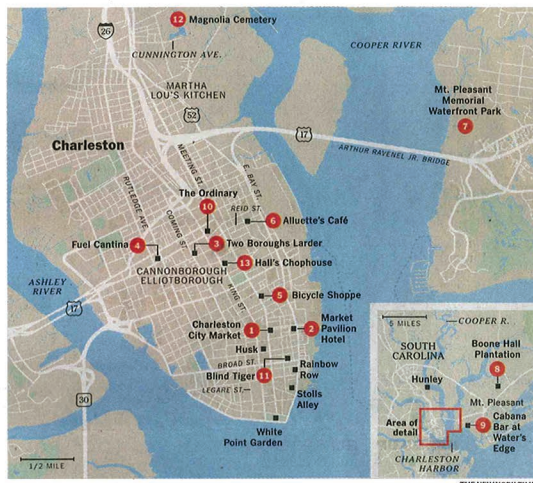 12 Magnolia Cemetery
26
CUNNINGTON AVE.
COOPER RIVER
MARTHA
LOU'S KITCHEN
52
Mt. Pleasant
Memorial
Waterfront Park
7
17
Charleston
ARTHUR RAVENEL JR. BRIDGE
MEETING ST.
E. BAY ST.
RUTLEDGE AVE.
COMING ST.
The Ordinary
10
REID ST.
6 Alluette's Café
Fuel Cantina 4
3 Two Boroughs Larder
13 Hall's Chophouse
CANNONBOROUGH
ELLIOTBOROUGH
ASHLEY
RIVER
17
KING ST.
5 Bicycle Shoppe
Charleston
City Market
1
2 Market
Pavilion
Hotel
Husk
BROAD ST.
Rainbow
Row
Blind Tiger 11
LEGARE ST.
Stolls
Alley
30
White
Point Garden
1/2 MILE
5 MILES
COOPER R.
SOUTH
CAROLINA
Boone Hall
Plantation
8
Hunley
Mt. Pleasant
Area of
detail
9 Cabana
Bar at
Water's
Edge
CHARLESTON
HARBOR